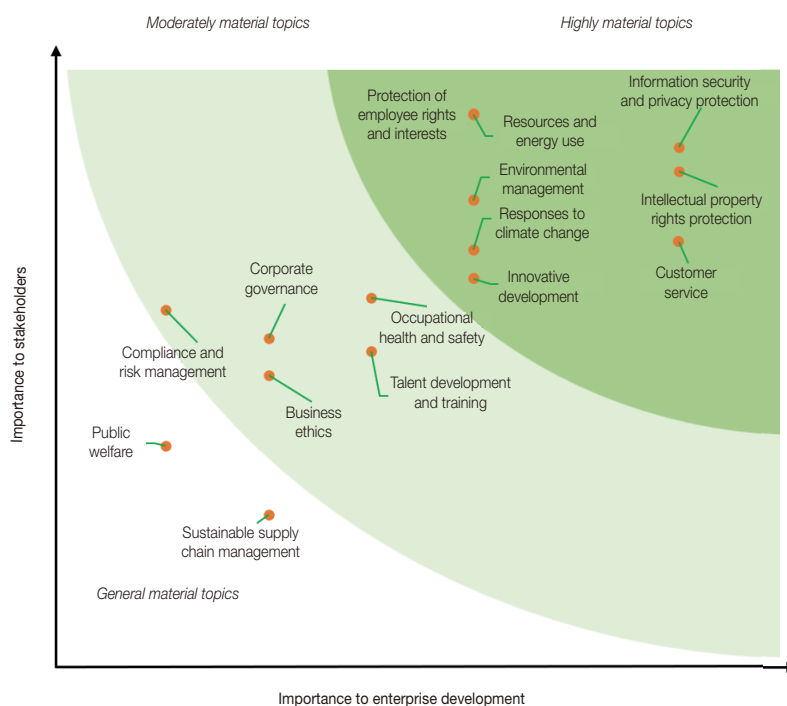 Moderately material topics
Highly material topics
Protection of
employee rights
and interests
Resources and
energy use
Information security
and privacy protection
Environmental
management
Intellectual property
rights protection
Responses to
climate change
Innovative
development
Customer
service
Corporate
governance
Occupational
health and safety
Compliance and
risk management
Talent development
and training
Business
ethics
Public
welfare
Sustainable supply
chain management
General material topics
Importance to stakeholders
Importance to enterprise development